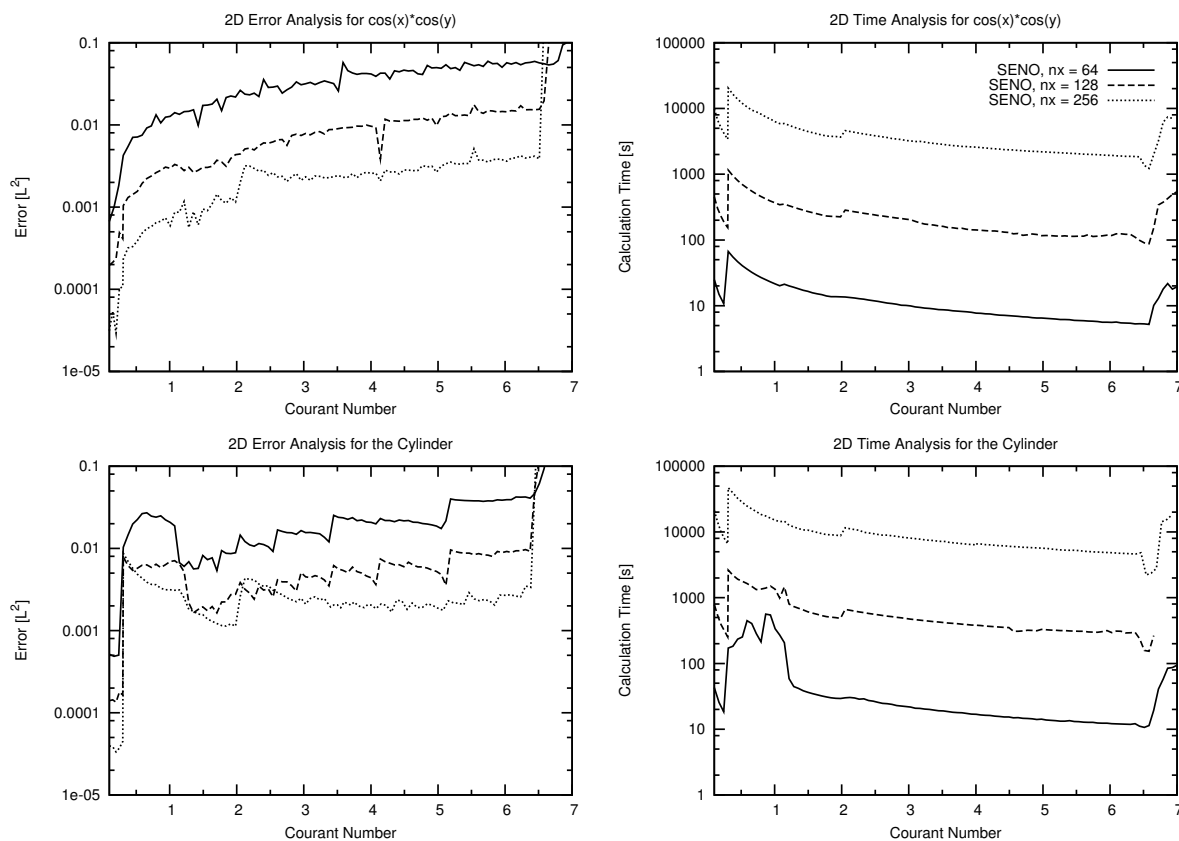 2D Error Analysis for cos(x)*cos(y)
0.1
0.01
0.001
0.0001
1e-05
Error [L²]
1 2 3 4 5 6 7
Courant Number
2D Time Analysis for cos(x)*cos(y)
100000
10000
1000
100
10
1
Calculation Time [s]
SENO, nx = 64
SENO, nx = 128
SENO, nx = 256
1 2 3 4 5 6 7
Courant Number
2D Error Analysis for the Cylinder
0.1
0.01
0.001
0.0001
1e-05
Error [L²]
1 2 3 4 5 6 7
Courant Number
2D Time Analysis for the Cylinder
100000
10000
1000
100
10
1
Calculation Time [s]
1 2 3 4 5 6 7
Courant Number